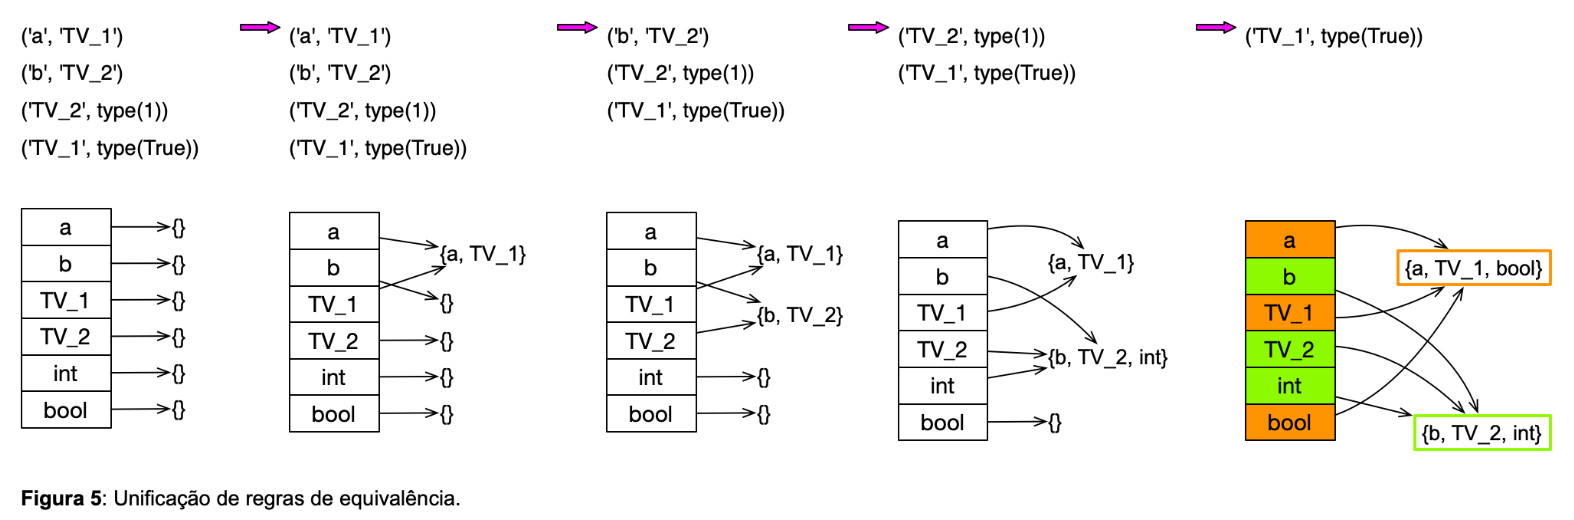 ('a', 'TV_1')
('b', 'TV_2')
('TV_2', type(1))
('TV_1', type(True))
('a', 'TV_1')
('b', 'TV_2')
('TV_2', type(1))
('TV_1', type(True))
('b', 'TV_2')
('TV_2', type(1))
('TV_1', type(True))
('TV_2', type(1))
('TV_1', type(True))
('TV_1', type(True))
a {}
b {}
TV_1 {}
TV_2 {}
int {}
bool {}
a
{a, TV_1}
b
TV_1 {}
TV_2 {}
int {}
bool {}
a
{a, TV_1}
b
TV_1
{b, TV_2}
TV_2
int {}
bool {}
a
{a, TV_1}
b
TV_1
TV_2
{b, TV_2, int}
int
bool {}
a
{a, TV_1, bool}
b
TV_1
TV_2
int
bool
{b, TV_2, int}
Figura 5: Unificação de regras de equivalência.